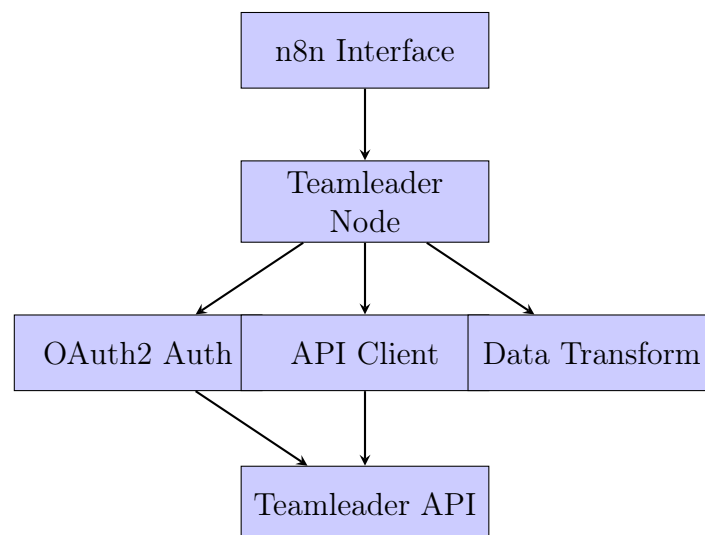 n8n Interface
Teamleader
Node
OAuth2 Auth
API Client
Data Transform
Teamleader API